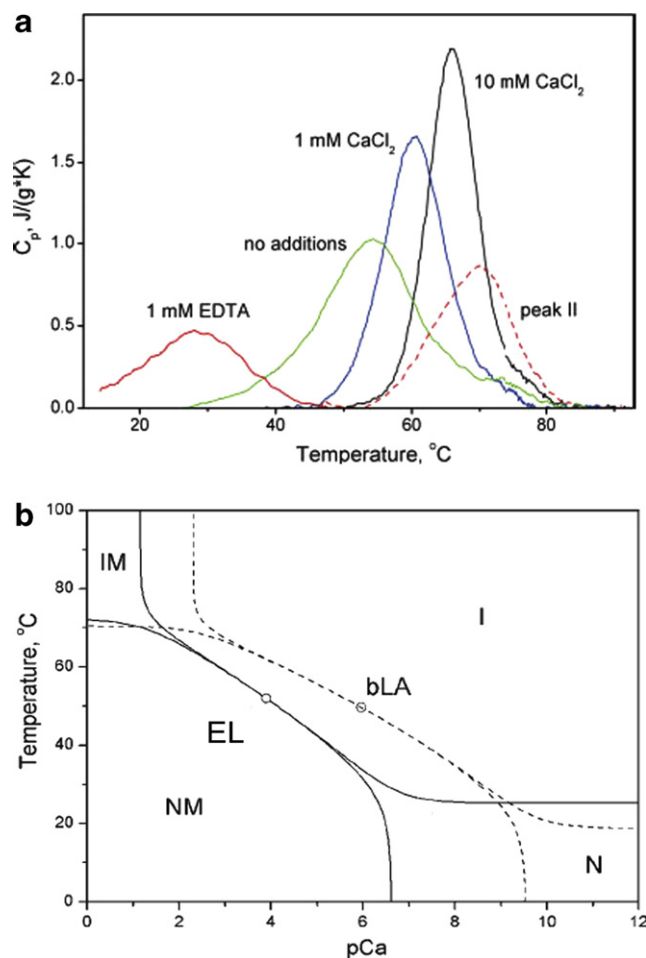 a
C_p, J/(g*K)
2.0
1.5
1.0
0.5
0.0
10 mM CaCl₂
1 mM CaCl₂
no additions
1 mM EDTA
peak II
20 40 60 80
Temperature, °C
b
Temperature, °C
100
80
60
40
20
0
IM
I
bLA
EL
NM
N
0 2 4 6 8 10 12
pCa